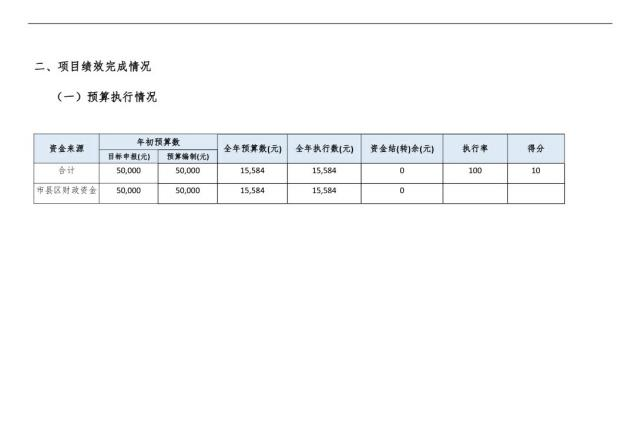 二、项目绩效完成情况
（一）预算执行情况
资金来源 年初预算数 全年预算数(元) 全年执行数(元) 资金结(转)余(元) 执行率 得分
目标申报(元) 预算编制(元)
合计 50,000 50,000 15,584 15,584 0 100 10
市县区财政资金 50,000 50,000 15,584 15,584 0